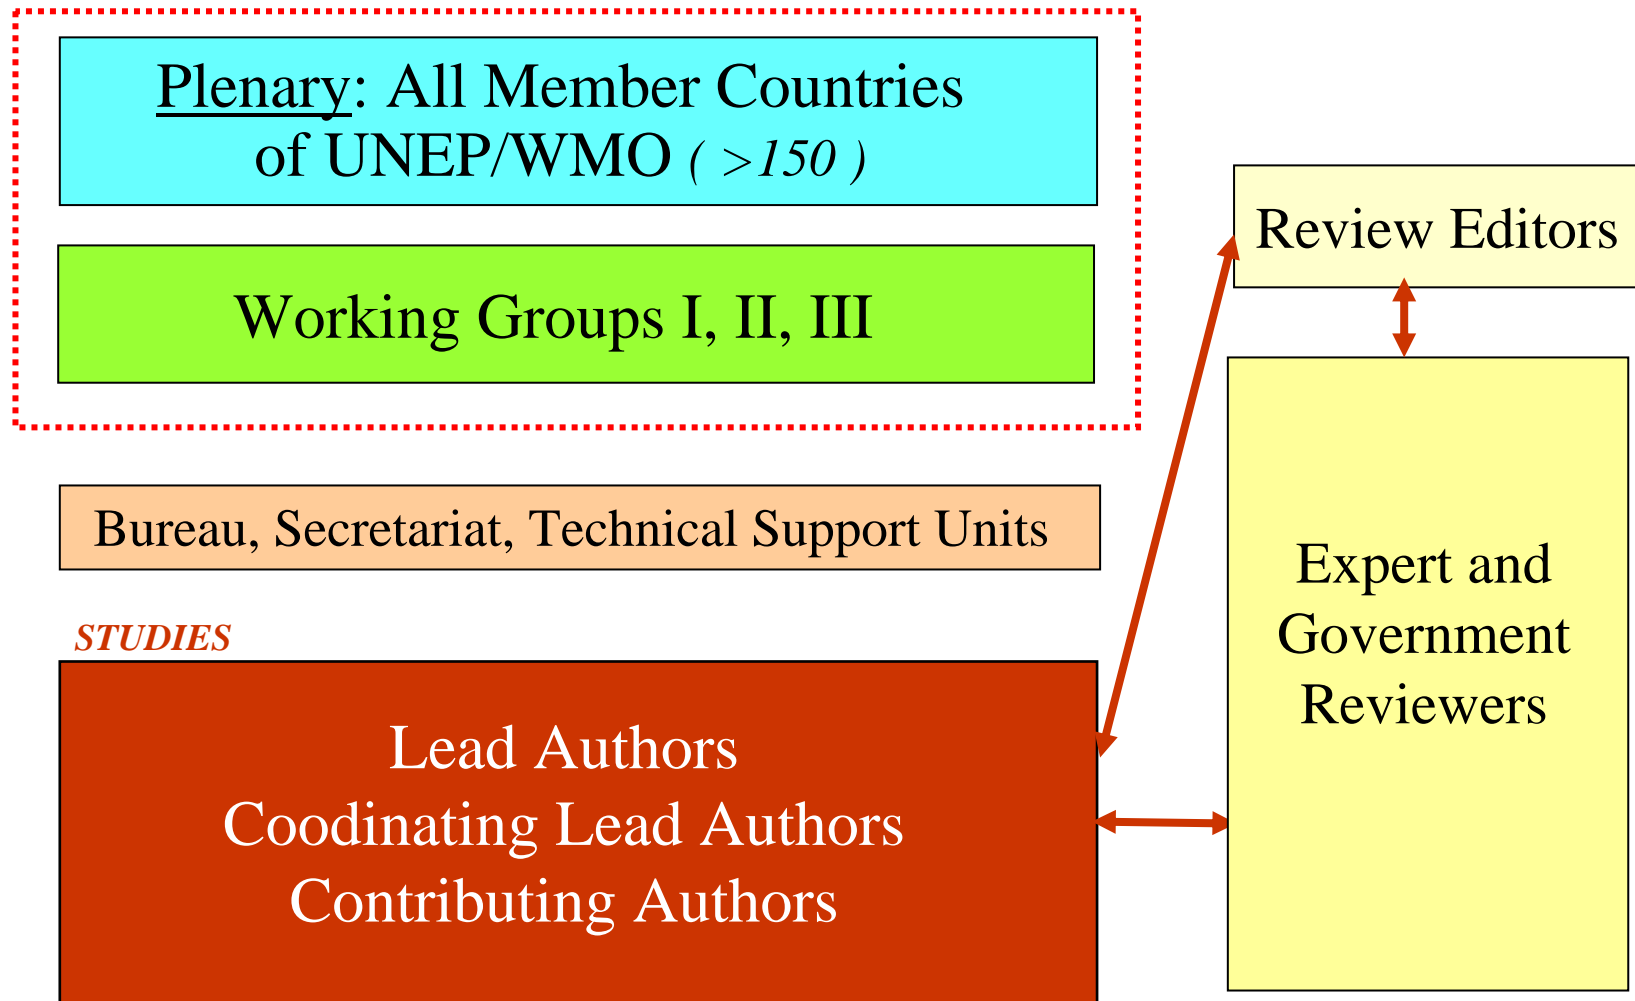 Plenary: All Member Countries
of UNEP/WMO ( >150 )
Working Groups I, II, III
Bureau, Secretariat, Technical Support Units
STUDIES
Lead Authors
Coodinating Lead Authors
Contributing Authors
Review Editors
Expert and
Government
Reviewers